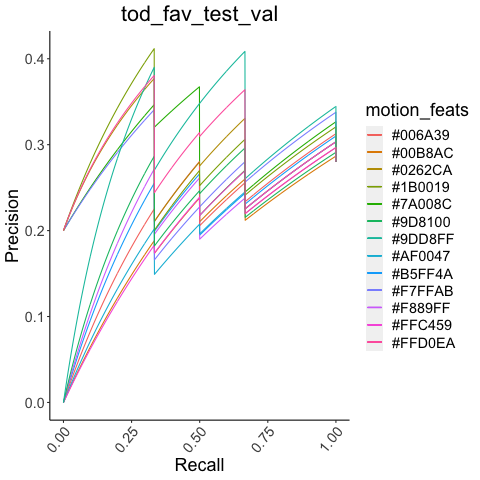 tod_fav_test_val
0.4
0.3
0.2
0.1
0.0
Precision
0.00
0.25
0.50
0.75
1.00
Recall
motion_feats
#006A39
#00B8AC
#0262CA
#1B0019
#7A008C
#9D8100
#9DD8FF
#AF0047
#B5FF4A
#F7FFAB
#F889FF
#FFC459
#FFD0EA